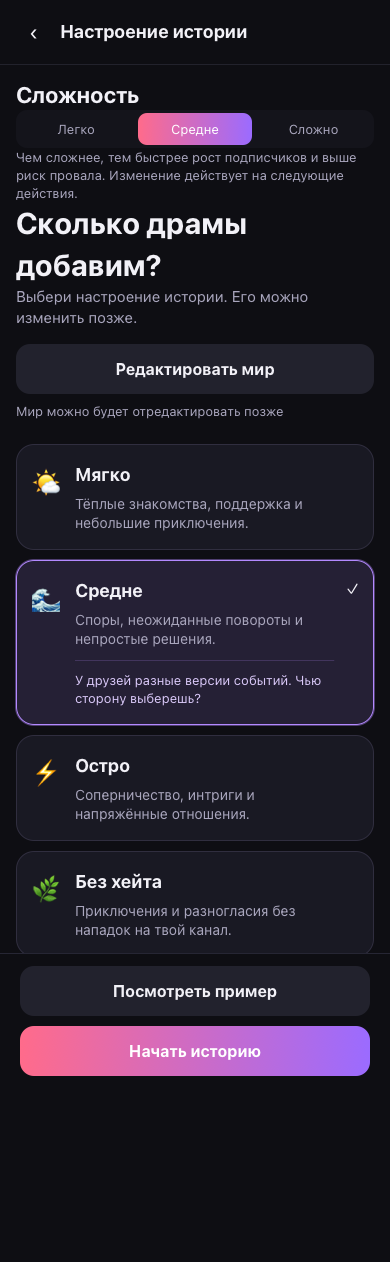 ‹ Настроение истории
Сложность
Легко Средне Сложно
Чем сложнее, тем быстрее рост подписчиков и выше
риск провала. Изменение действует на следующие
действия.
Сколько драмы
добавим?
Выбери настроение истории. Его можно
изменить позже.
Редактировать мир
Мир можно будет отредактировать позже
Мягко
Тёплые знакомства, поддержка и
небольшие приключения.
Средне
Споры, неожиданные повороты и
непростые решения.
У друзей разные версии событий. Чью
сторону выберешь?
Остро
Соперничество, интриги и
напряжённые отношения.
Без хейта
Приключения и разногласия без
нападок на твой канал.
Посмотреть пример
Начать историю